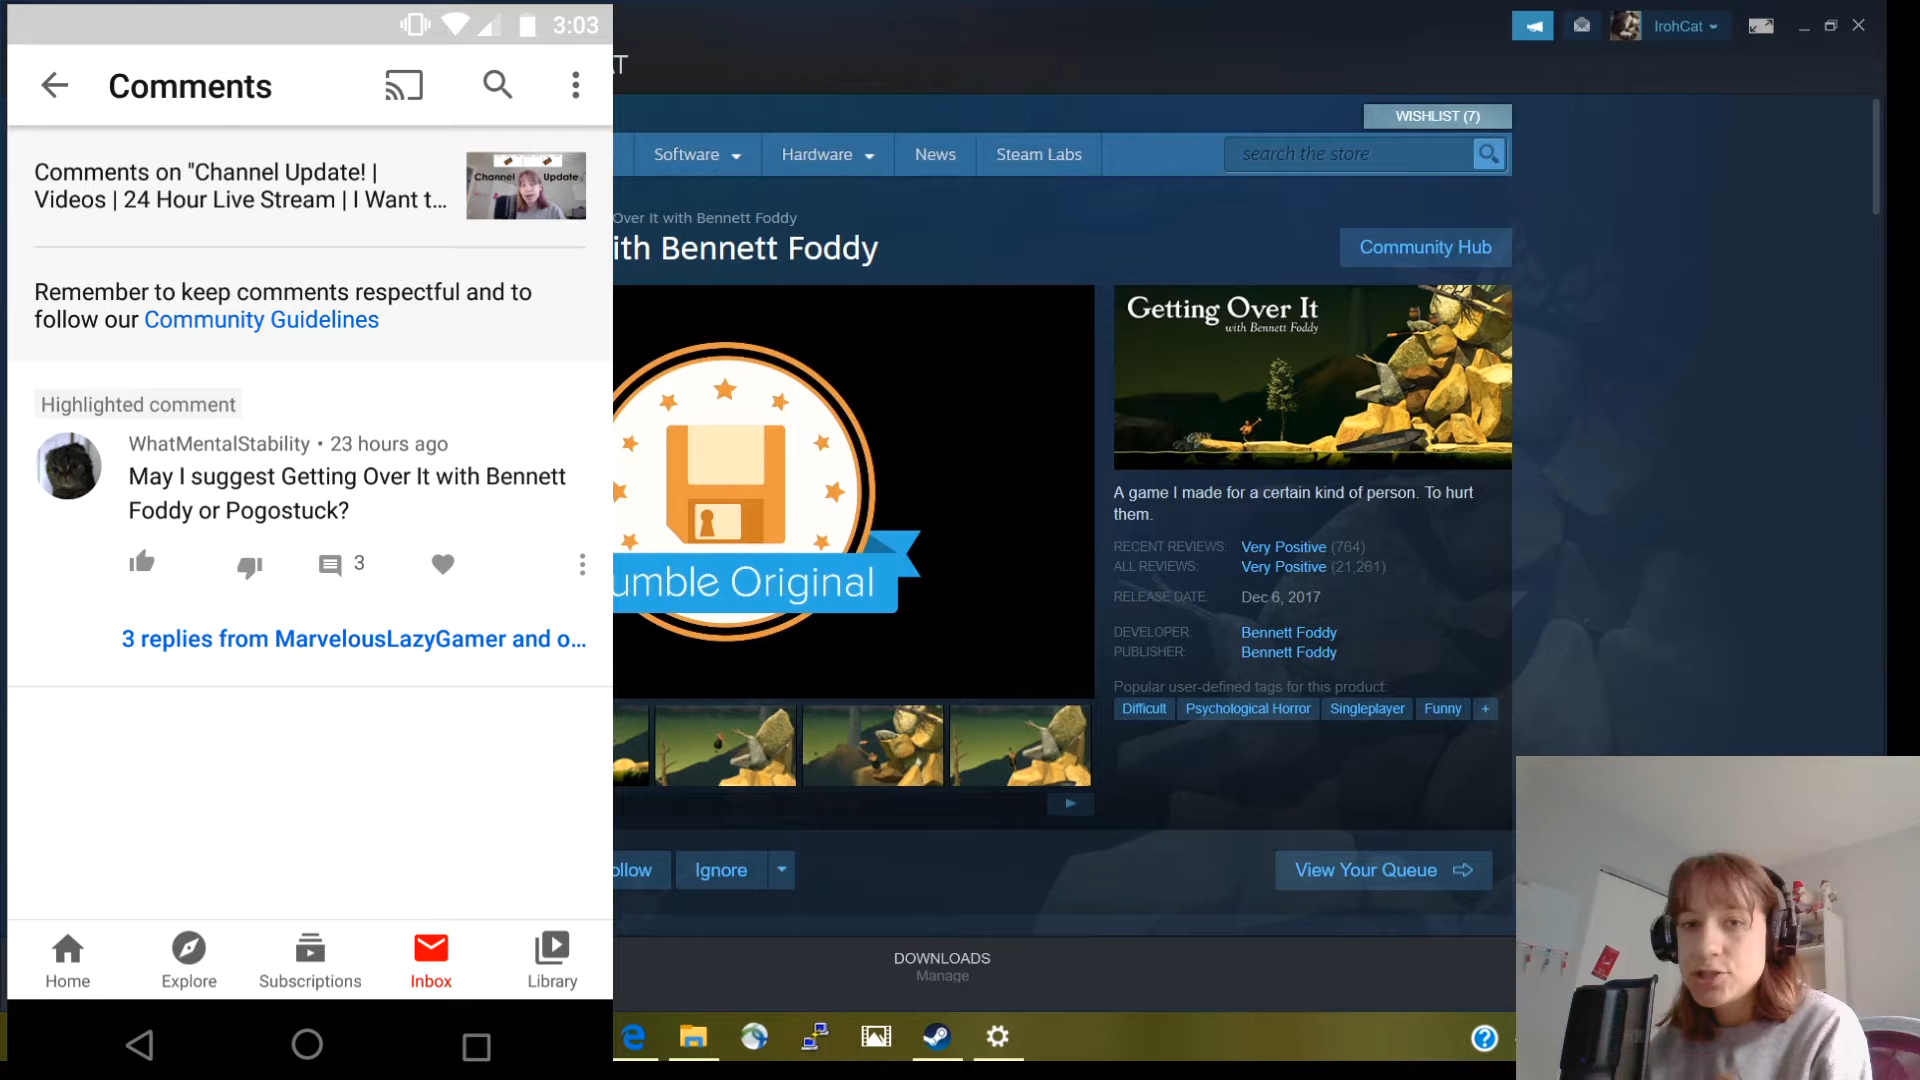 3:03
Comments
Comments on "Channel Update! |
Videos | 24 Hour Live Stream | I Want t...
Channel Update
Remember to keep comments respectful and to
follow our Community Guidelines
Highlighted comment
WhatMentalStability • 23 hours ago
May I suggest Getting Over It with Bennett
Foddy or Pogostuck?
3
3 replies from MarvelousLazyGamer and o...
Home
Explore
Subscriptions
Inbox
Library
IrohCat
AT
WISHLIST (7)
Software
Hardware
News
Steam Labs
search the store
Over It with Bennett Foddy
ith Bennett Foddy
Community Hub
umble Original
Getting Over It
with Bennett Foddy
A game I made for a certain kind of person. To hurt
them.
RECENT REVIEWS: Very Positive (764)
ALL REVIEWS: Very Positive (21,261)
RELEASE DATE: Dec 6, 2017
DEVELOPER: Bennett Foddy
PUBLISHER: Bennett Foddy
Popular user-defined tags for this product:
Difficult Psychological Horror Singleplayer Funny +
ollow
Ignore
View Your Queue
DOWNLOADS
Manage